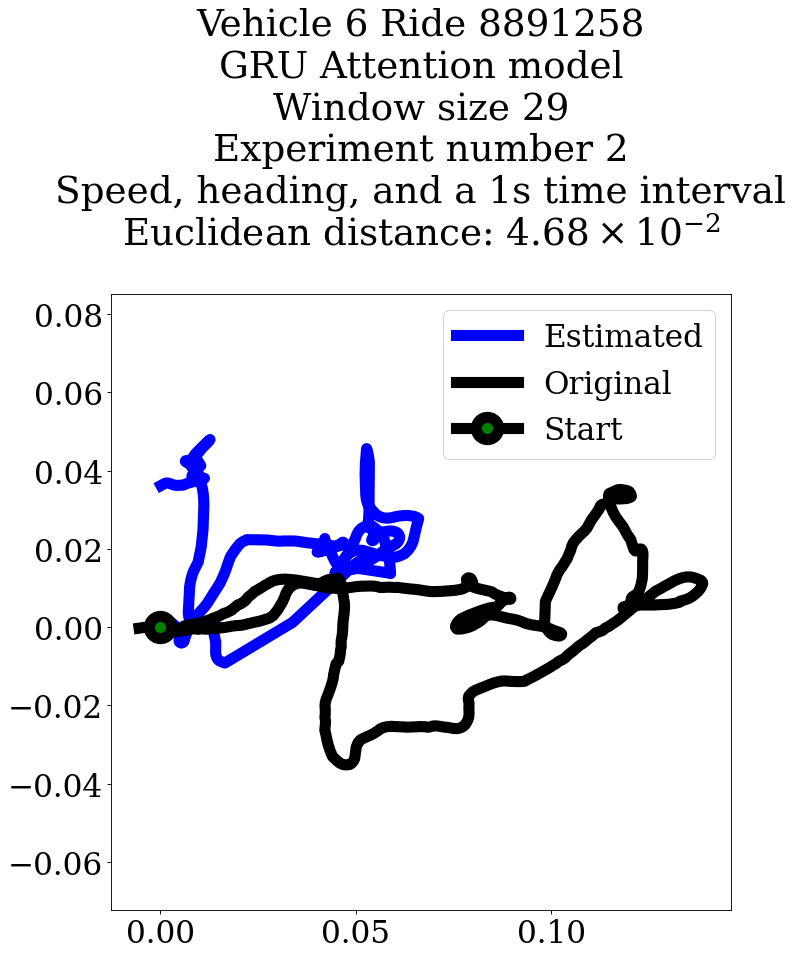 Vehicle 6 Ride 8891258
GRU Attention model
Window size 29
Experiment number 2
Speed, heading, and a 1s time interval
Euclidean distance: 4.68 × 10⁻²
Estimated
Original
Start
0.08
0.06
0.04
0.02
0.00
−0.02
−0.04
−0.06
0.00 0.05 0.10